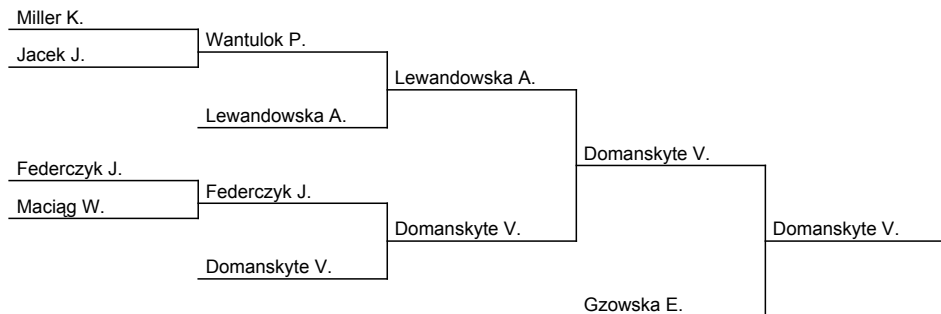 Miller K.
Jacek J.
Wantulok P.
Lewandowska A.
Lewandowska A.
Federczyk J.
Maciąg W.
Federczyk J.
Domanskyte V.
Domanskyte V.
Domanskyte V.
Gzowska E.
Domanskyte V.